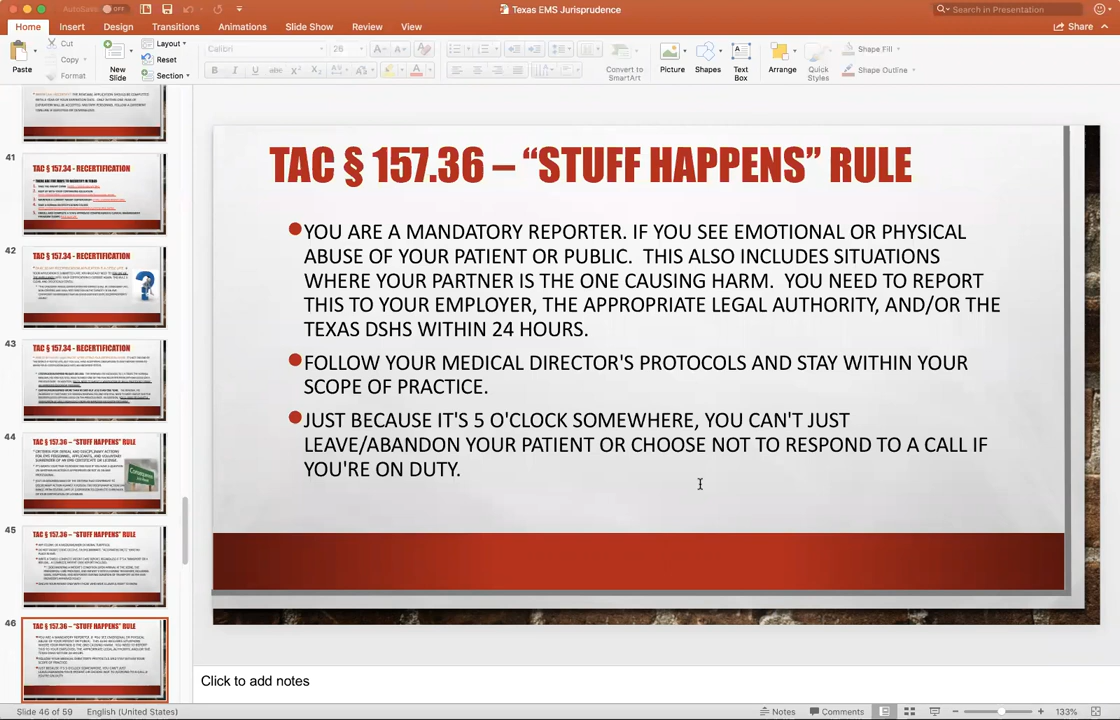 AutoSave OFF
Texas EMS Jurisprudence
Search in Presentation
Home Insert Design Transitions Animations Slide Show Review View
Share
Paste
Cut
Copy
Format
New Slide
Layout
Reset
Section
Calibri
26
Convert to SmartArt
Picture
Shapes
Text Box
Arrange
Quick Styles
Shape Fill
Shape Outline
41
TAC § 157.34 - RECERTIFICATION
42
TAC § 157.34 - RECERTIFICATION
43
TAC § 157.34 - RECERTIFICATION
44
TAC § 157.36 – “STUFF HAPPENS” RULE
45
TAC § 157.36 – “STUFF HAPPENS” RULE
46
TAC § 157.36 – “STUFF HAPPENS” RULE
TAC § 157.36 – “STUFF HAPPENS” RULE
YOU ARE A MANDATORY REPORTER. IF YOU SEE EMOTIONAL OR PHYSICAL
ABUSE OF YOUR PATIENT OR PUBLIC. THIS ALSO INCLUDES SITUATIONS
WHERE YOUR PARTNER IS THE ONE CAUSING HARM. YOU NEED TO REPORT
THIS TO YOUR EMPLOYER, THE APPROPRIATE LEGAL AUTHORITY, AND/OR THE
TEXAS DSHS WITHIN 24 HOURS.
FOLLOW YOUR MEDICAL DIRECTOR'S PROTOCOLS AND STAY WITHIN YOUR
SCOPE OF PRACTICE.
JUST BECAUSE IT'S 5 O'CLOCK SOMEWHERE, YOU CAN'T JUST
LEAVE/ABANDON YOUR PATIENT OR CHOOSE NOT TO RESPOND TO A CALL IF
YOU'RE ON DUTY.
Click to add notes
Slide 46 of 59 English (United States)
Notes Comments 133%